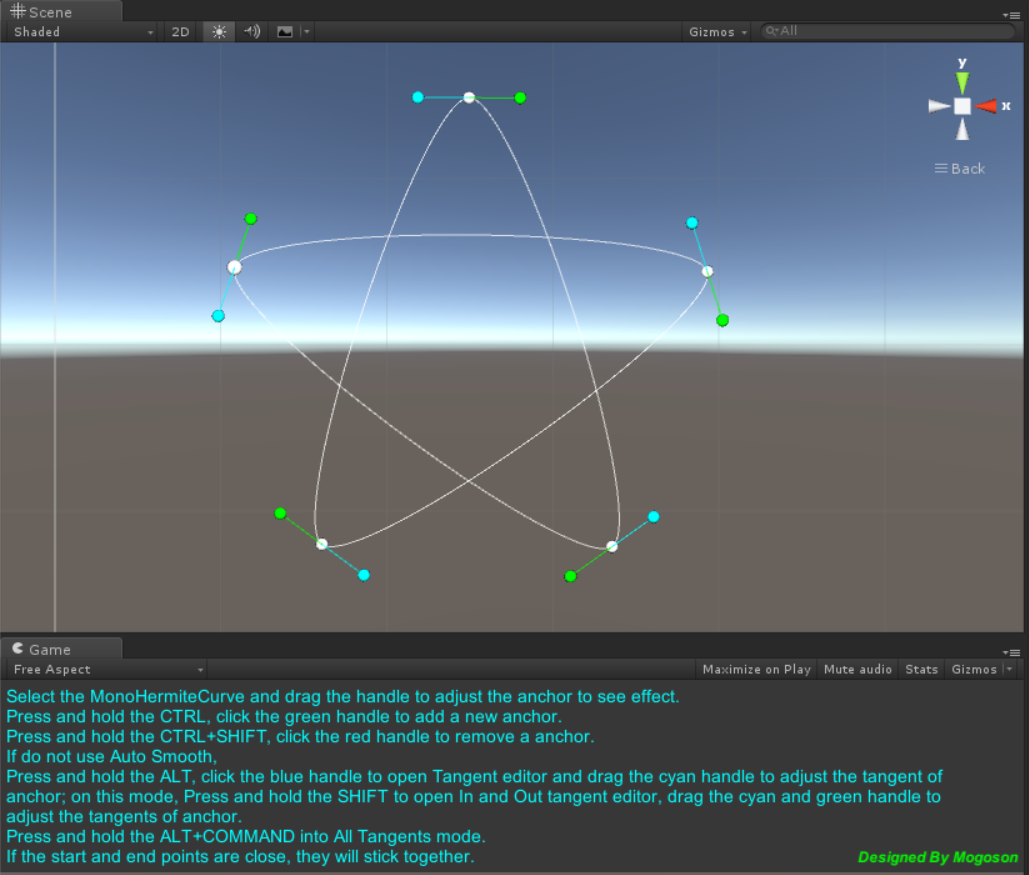 Scene
Shaded 2D Gizmos All
y
x
Back
Game
Free Aspect Maximize on Play Mute audio Stats Gizmos
Select the MonoHermiteCurve and drag the handle to adjust the anchor to see effect.
Press and hold the CTRL, click the green handle to add a new anchor.
Press and hold the CTRL+SHIFT, click the red handle to remove a anchor.
If do not use Auto Smooth,
Press and hold the ALT, click the blue handle to open Tangent editor and drag the cyan handle to adjust the tangent of
anchor; on this mode, Press and hold the SHIFT to open In and Out tangent editor, drag the cyan and green handle to
adjust the tangents of anchor.
Press and hold the ALT+COMMAND into All Tangents mode.
If the start and end points are close, they will stick together.
Designed By Mogoson